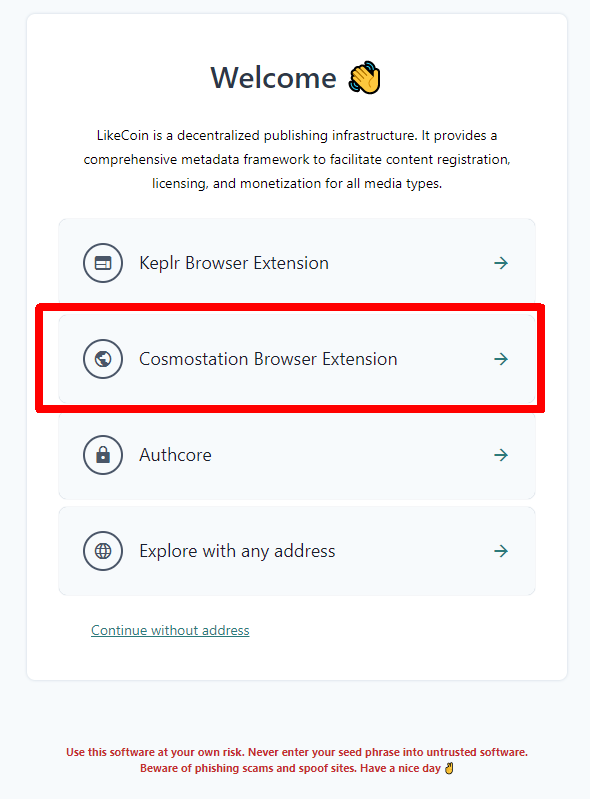 Welcome 👋
LikeCoin is a decentralized publishing infrastructure. It provides a
comprehensive metadata framework to facilitate content registration,
licensing, and monetization for all media types.
Keplr Browser Extension
Cosmostation Browser Extension
Authcore
Explore with any address
Continue without address
Use this software at your own risk. Never enter your seed phrase into untrusted software.
Beware of phishing scams and spoof sites. Have a nice day ✌